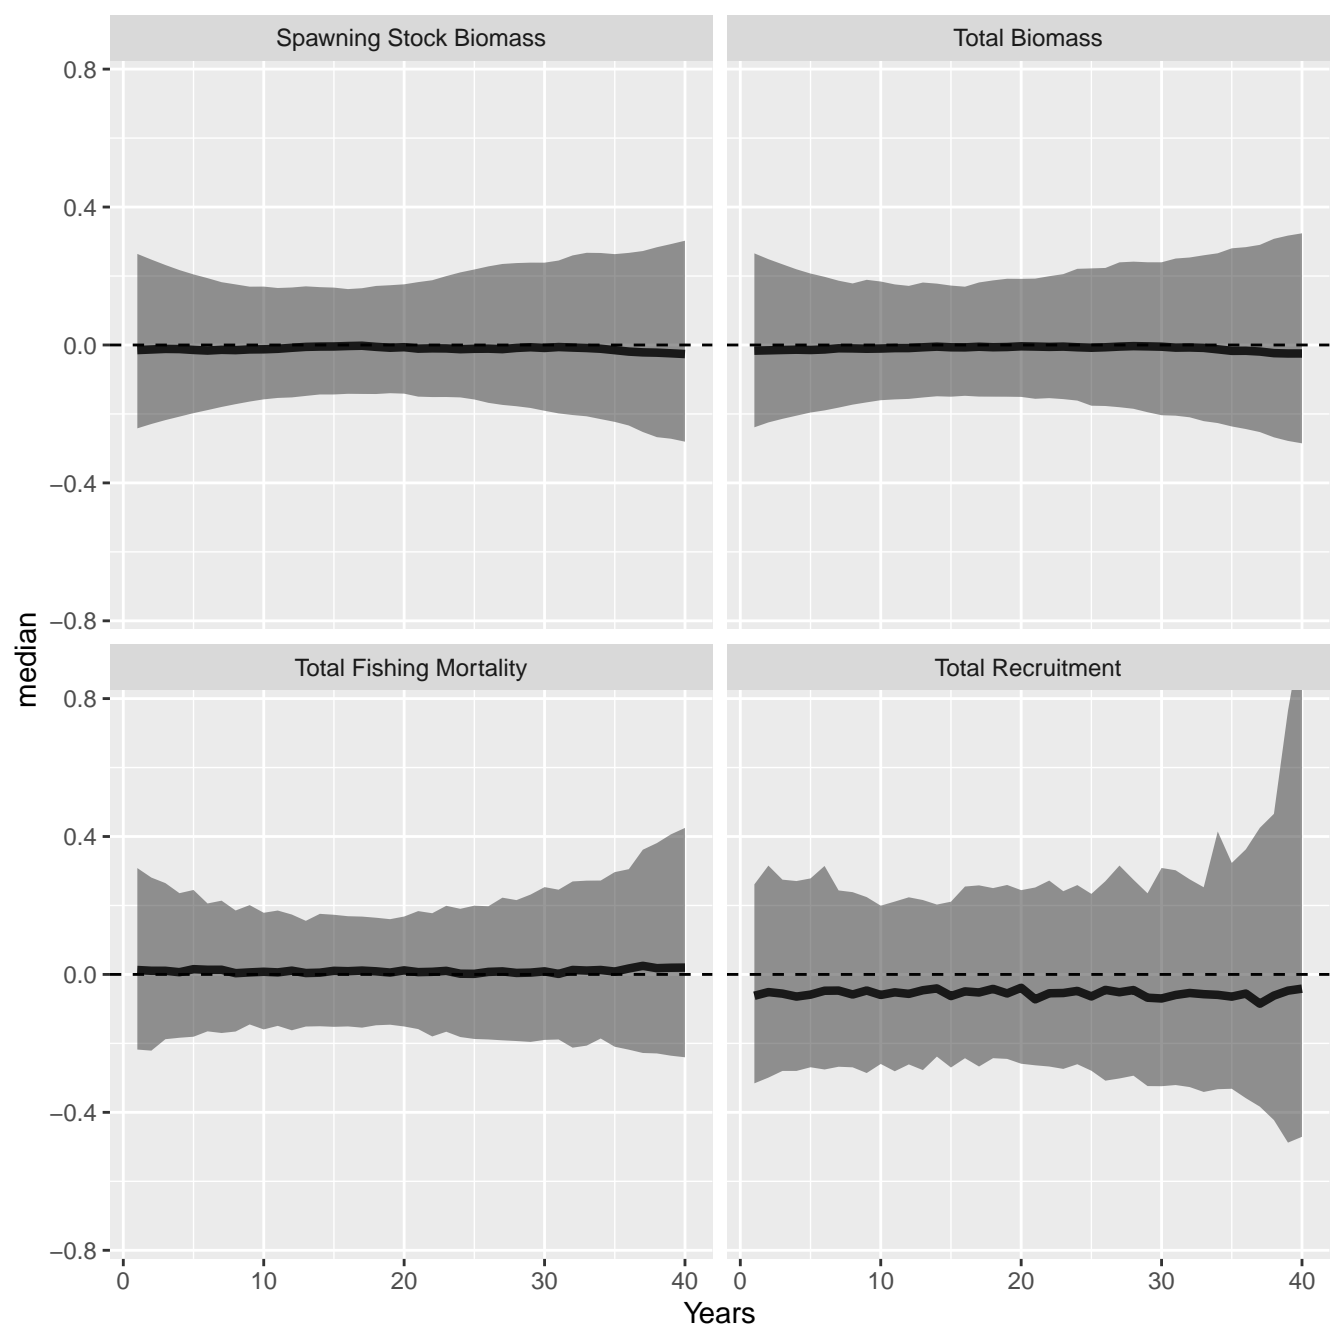 Spawning Stock Biomass
Total Biomass
0.8
0.4
0.0
−0.4
−0.8
median
Total Fishing Mortality
Total Recruitment
0.8
0.4
0.0
−0.4
−0.8
0 10 20 30 40
0 10 20 30 40
Years